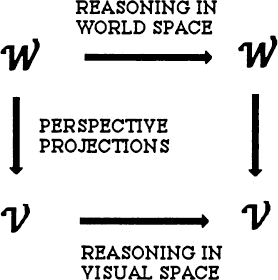 REASONING IN
WORLD SPACE
𝒲 𝒲
PERSPECTIVE
PROJECTIONS
𝒱 𝒱
REASONING IN
VISUAL SPACE